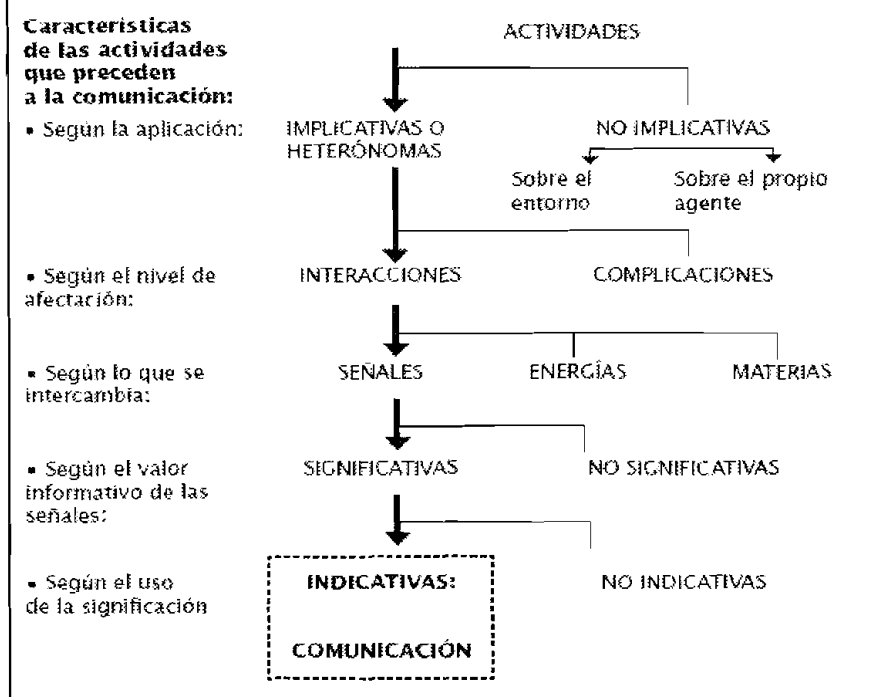 Características
de las actividades
que preceden
a la comunicación:
ACTIVIDADES
▪ Según la aplicación:
IMPLICATIVAS O
HETERÓNOMAS
NO IMPLICATIVAS
Sobre el
entorno
Sobre el propio
agente
▪ Según el nivel de
afectación:
INTERACCIONES
COMPLICACIONES
▪ Según lo que se
intercambia:
SEÑALES
ENERGÍAS
MATERIAS
▪ Según el valor
informativo de las
señales:
SIGNIFICATIVAS
NO SIGNIFICATIVAS
▪ Según el uso
de la significación
INDICATIVAS:
COMUNICACIÓN
NO INDICATIVAS